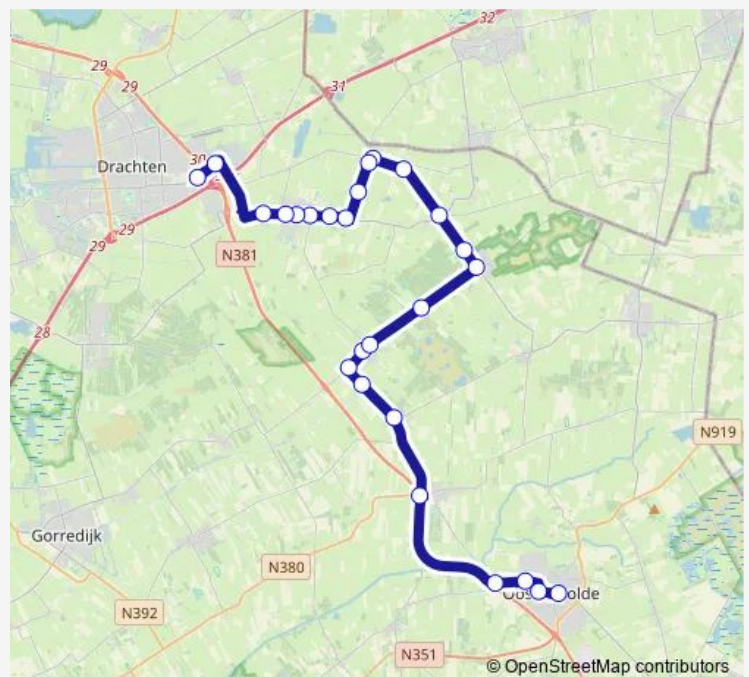 32
29
29
31
Drachten
30
29
29
N381
28
N919
Gorredijk
N380
olde
N392
N351
© OpenStreetMap contributors